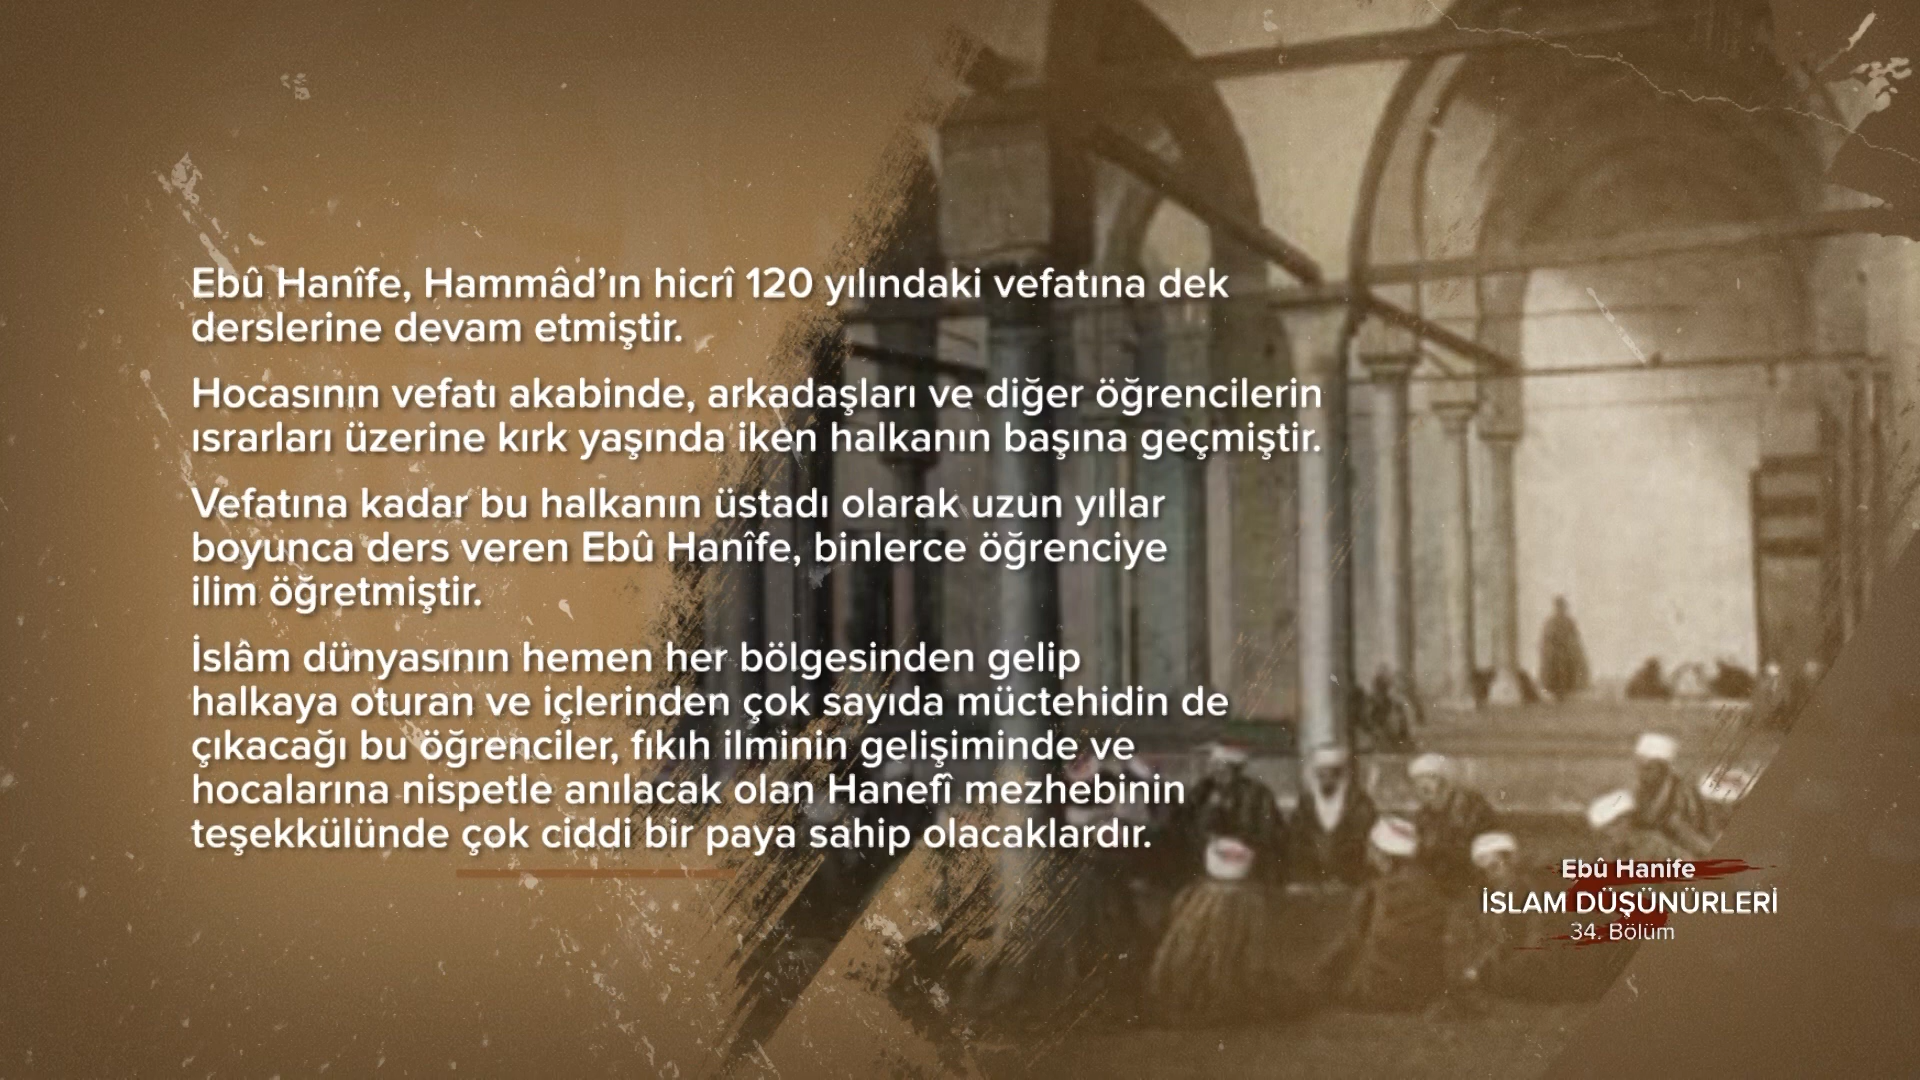 Ebû Hanîfe, Hammâd’ın hicrî 120 yılındaki vefatına dek
derslerine devam etmiştir.
Hocasının vefatı akabinde, arkadaşları ve diğer öğrencilerin
ısrarları üzerine kırk yaşında iken halkanın başına geçmiştir.
Vefatına kadar bu halkanın üstadı olarak uzun yıllar
boyunca ders veren Ebû Hanîfe, binlerce öğrenciye
ilim öğretmiştir.
İslâm dünyasının hemen her bölgesinden gelip
halkaya oturan ve içlerinden çok sayıda müctehidin de
çıkacağı bu öğrenciler, fıkıh ilminin gelişiminde ve
hocalarına nispetle anılacak olan Hanefî mezhebinin
teşekkülünde çok ciddi bir paya sahip olacaklardır.
Ebû Hanife
İSLAM DÜŞÜNÜRLERİ
34. Bölüm